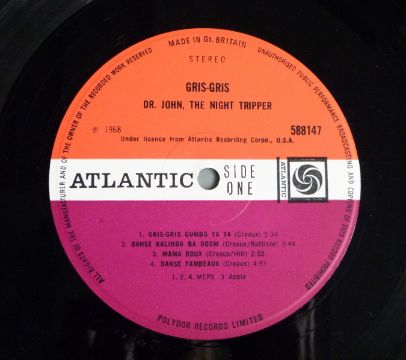 MADE IN Gt. BRITAIN
ALL RIGHTS OF THE MANUFACTURER AND OF THE OWNER OF THE RECORDED WORK RESERVED
UNAUTHORISED PUBLIC PERFORMANCE BROADCASTING AND COPYING OF THIS RECORD PROHIBITED
STEREO
GRIS-GRIS
DR. JOHN, THE NIGHT TRIPPER
℗ 1968
588147
Under licence from Atlantic Recording Corpn., U.S.A.
ATLANTIC
SIDE
ONE
ATLANTIC
1. GRIS-GRIS GUMBO YA YA (Creaux) 5:34
2. DANSE KALINDA BA DOOM (Creaux/Battiste) 3:44
3. MAMA ROUX (Creaux/Hill) 2:55
4. DANSE FAMBEAUX (Creaux) 4:53
1.2.4. MCPS 3 Apple
POLYDOR RECORDS LIMITED